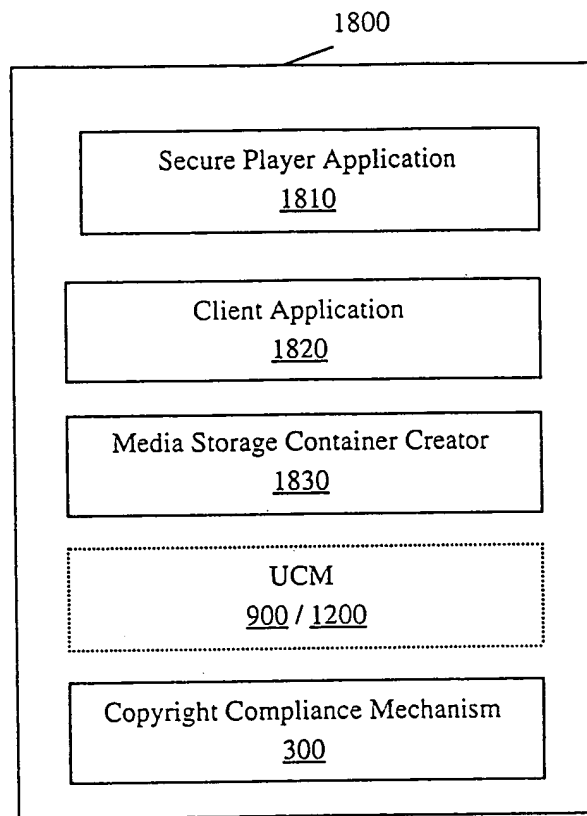 1800
Secure Player Application
1810
Client Application
1820
Media Storage Container Creator
1830
UCM
900 / 1200
Copyright Compliance Mechanism
300